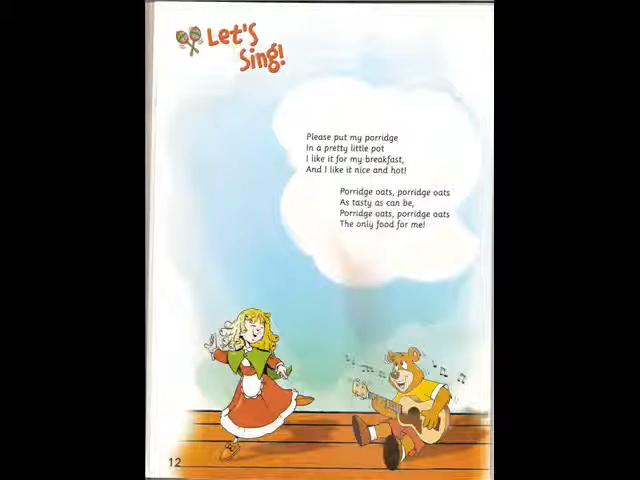 Let's
Sing!
Please put my porridge
In a pretty little pot
I like it for my breakfast,
And I like it nice and hot!
Porridge oats, porridge oats
As tasty as can be,
Porridge oats, porridge oats
The only food for me!
12